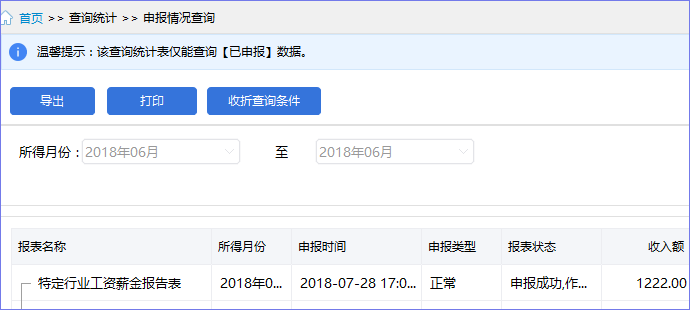 首页 >> 查询统计 >> 申报情况查询
温馨提示：该查询统计表仅能查询【已申报】数据。
导出 打印 收折查询条件
所得月份： 2018年06月 至 2018年06月
报表名称 所得月份 申报时间 申报类型 报表状态 收入额
特定行业工资薪金报告表 2018年0... 2018-07-28 17:0... 正常 申报成功,作... 1222.00